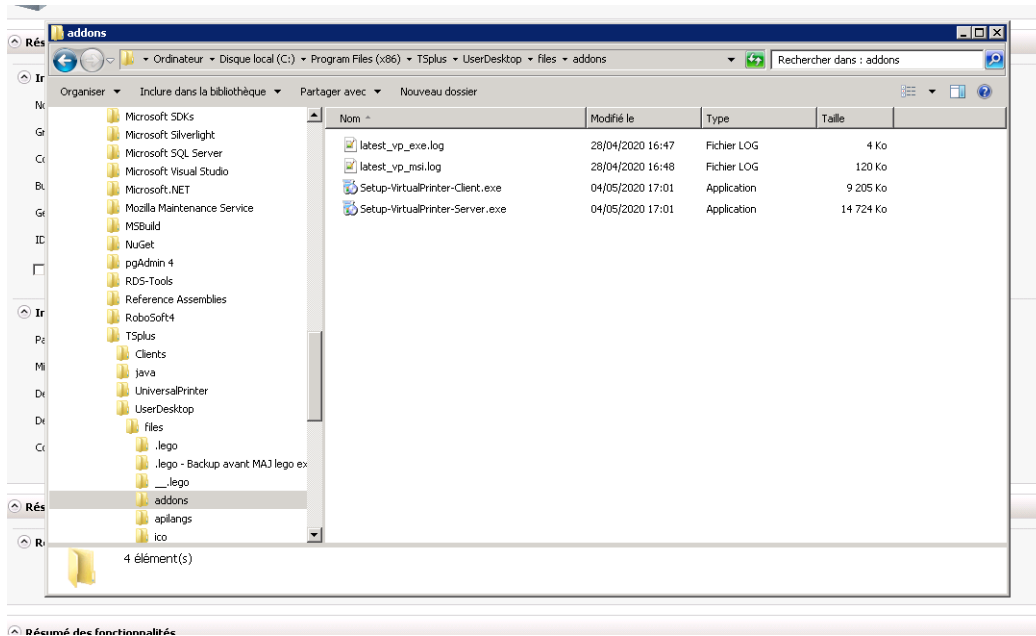 addons
Rés
Ordinateur Disque local (C:) Program Files (x86) TSplus UserDesktop files addons
Rechercher dans : addons
Organiser Inclure dans la bibliothèque Partager avec Nouveau dossier
Nom Modifié le Type Taille
Microsoft SDKs
Microsoft Silverlight
Microsoft SQL Server
Microsoft Visual Studio
Microsoft.NET
Mozilla Maintenance Service
MSBuild
NuGet
pgAdmin 4
RDS-Tools
Reference Assemblies
RoboSoft4
TSplus
Clients
java
UniversalPrinter
UserDesktop
files
.lego
.lego - Backup avant MAJ lego ex
__.lego
addons
apilangs
ico
latest_vp_exe.log 28/04/2020 16:47 Fichier LOG 4 Ko
latest_vp_msi.log 28/04/2020 16:48 Fichier LOG 120 Ko
Setup-VirtualPrinter-Client.exe 04/05/2020 17:01 Application 9 205 Ko
Setup-VirtualPrinter-Server.exe 04/05/2020 17:01 Application 14 724 Ko
4 élément(s)
Rés
Résumé des fonctionnalités